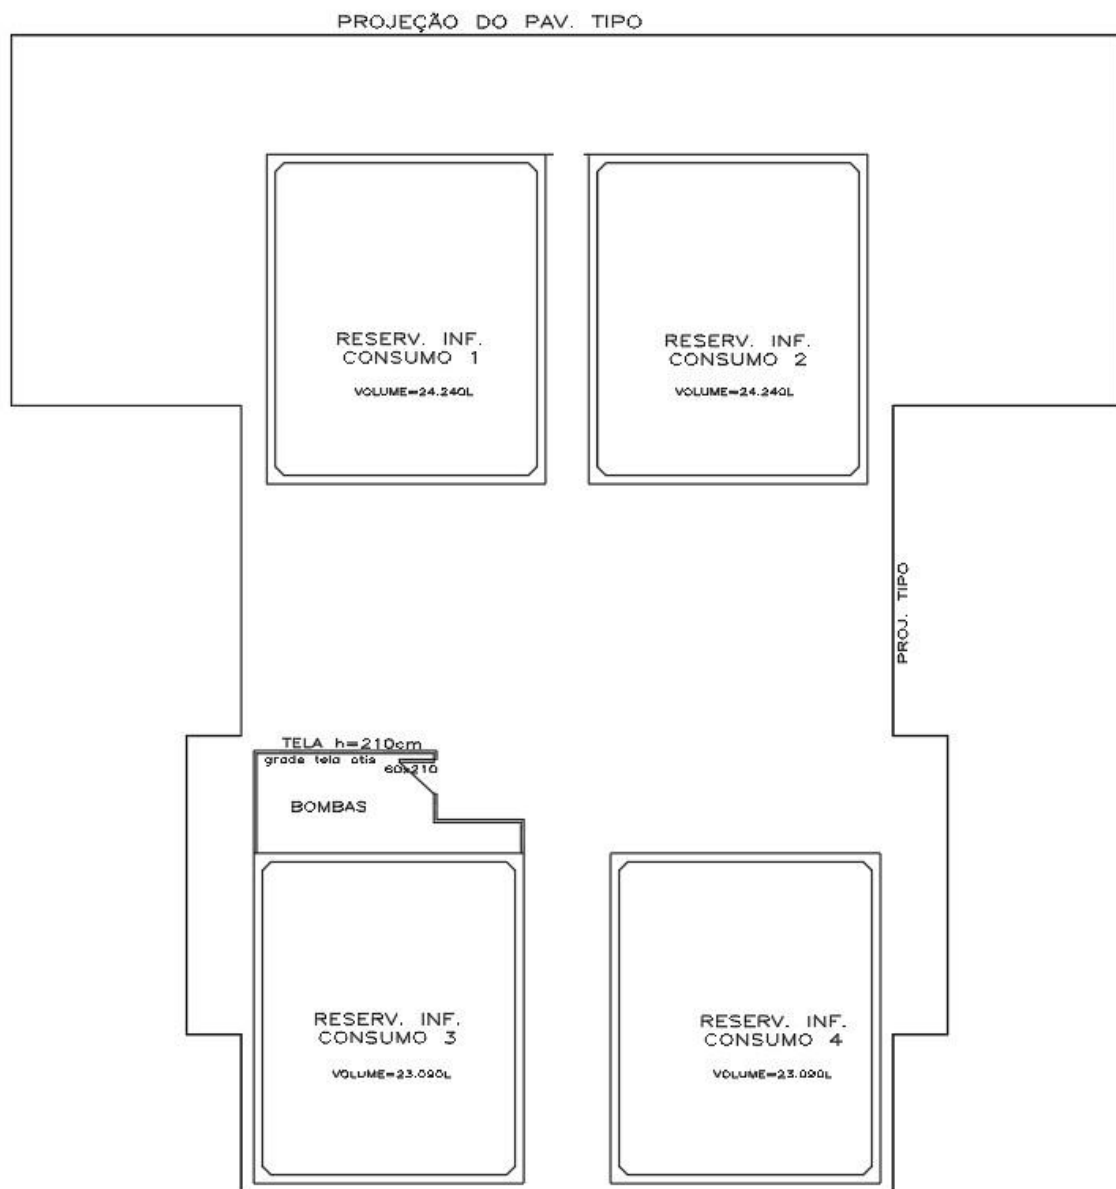 PROJEÇÃO DO PAV. TIPO
RESERV. INF.
CONSUMO 1
VOLUME=24.240L
RESERV. INF.
CONSUMO 2
VOLUME=24.240L
PROJ. TIPO
TELA h=210cm
grade tela otis
60x210
BOMBAS
RESERV. INF.
CONSUMO 3
VOLUME=23.090L
RESERV. INF.
CONSUMO 4
VOLUME=23.090L